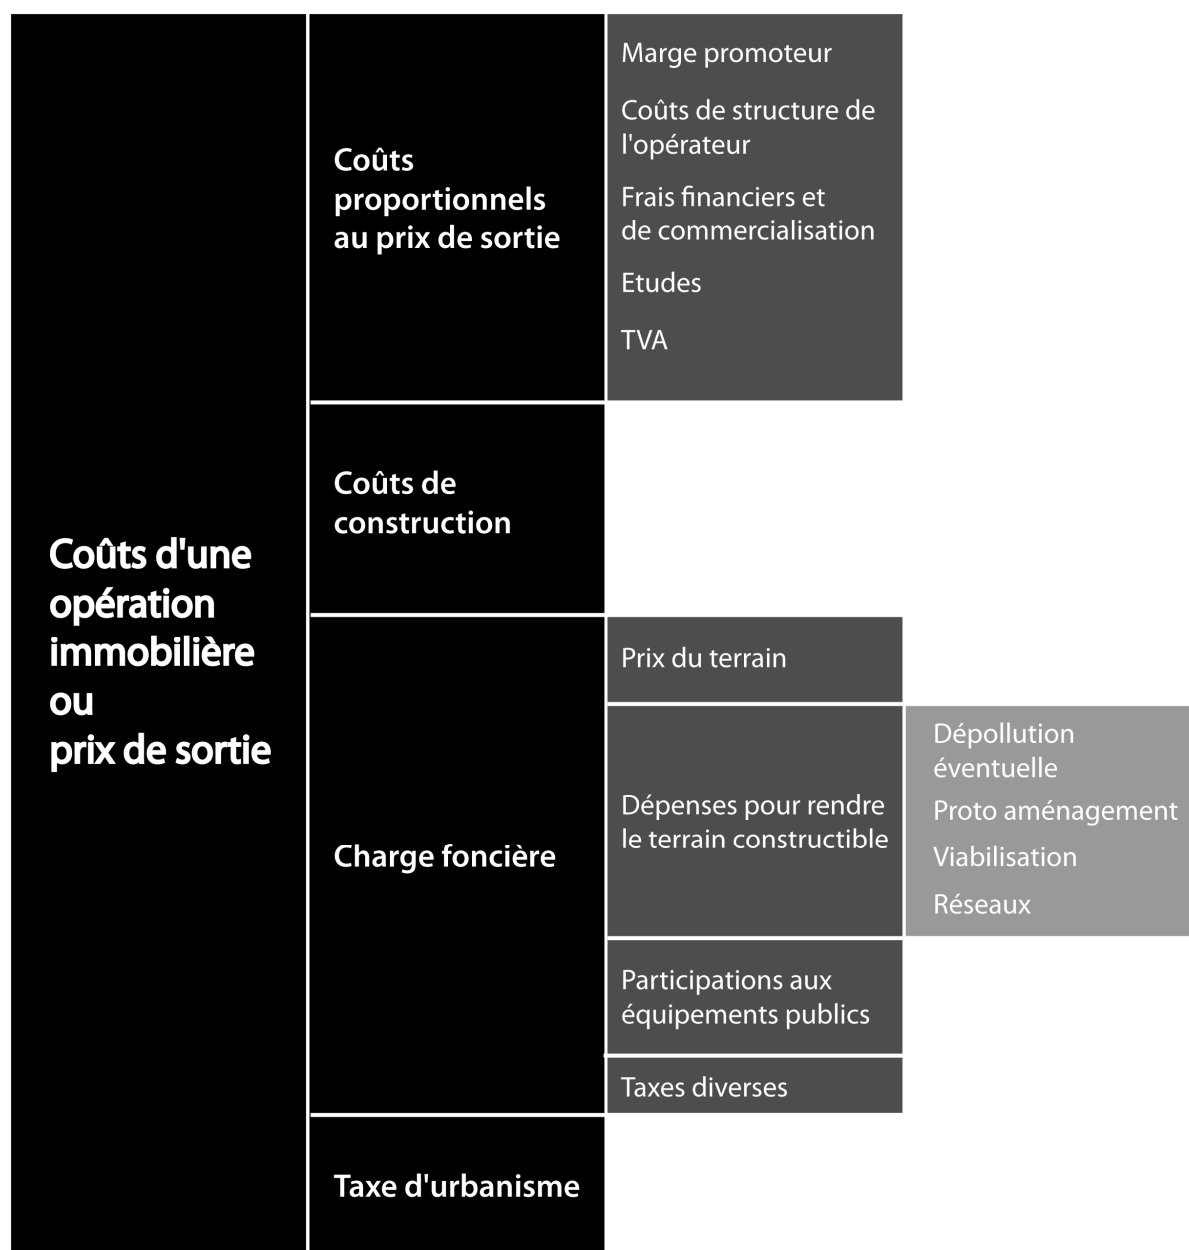 Coûts d'une
opération
immobilière
ou
prix de sortie
Coûts
proportionnels
au prix de sortie
Marge promoteur
Coûts de structure de
l'opérateur
Frais financiers et
de commercialisation
Etudes
TVA
Coûts de
construction
Charge foncière
Prix du terrain
Dépenses pour rendre
le terrain constructible
Dépollution
éventuelle
Proto aménagement
Viabilisation
Réseaux
Participations aux
équipements publics
Taxes diverses
Taxe d'urbanisme